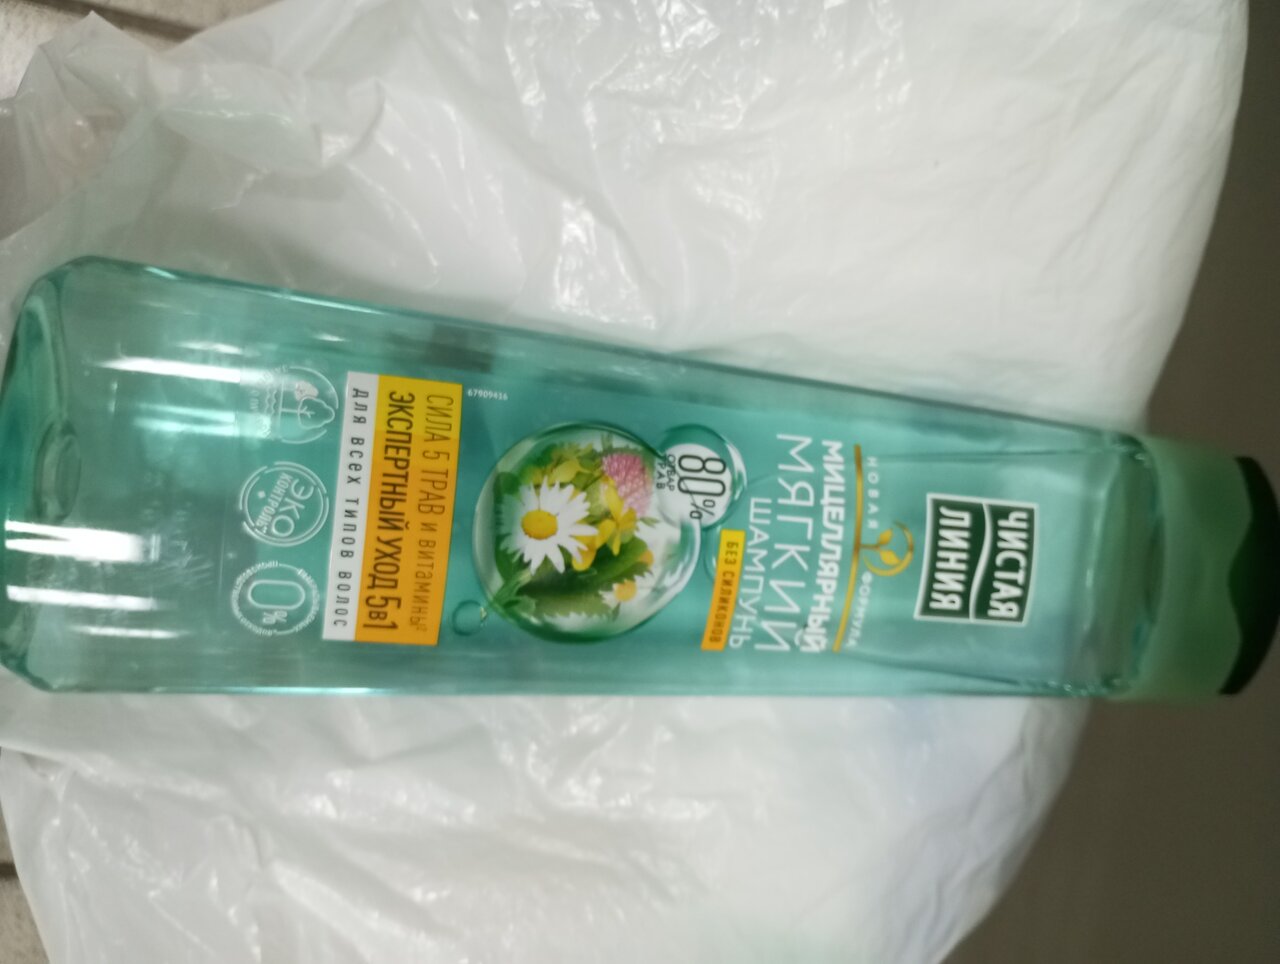 ЧИСТАЯ
ЛИНИЯ
НОВАЯ ФОРМУЛА
МИЦЕЛЛЯРНЫЙ
МЯГКИЙ
ШАМПУНЬ
БЕЗ СИЛИКОНОВ
80%
ОТВАР
ТРАВ
67909416
СИЛА 5 ТРАВ И ВИТАМИНЫ
ЭКСПЕРТНЫЙ УХОД 5в1
ДЛЯ ВСЕХ ТИПОВ ВОЛОС
ЭКО
КОНТРОЛЬ
0%